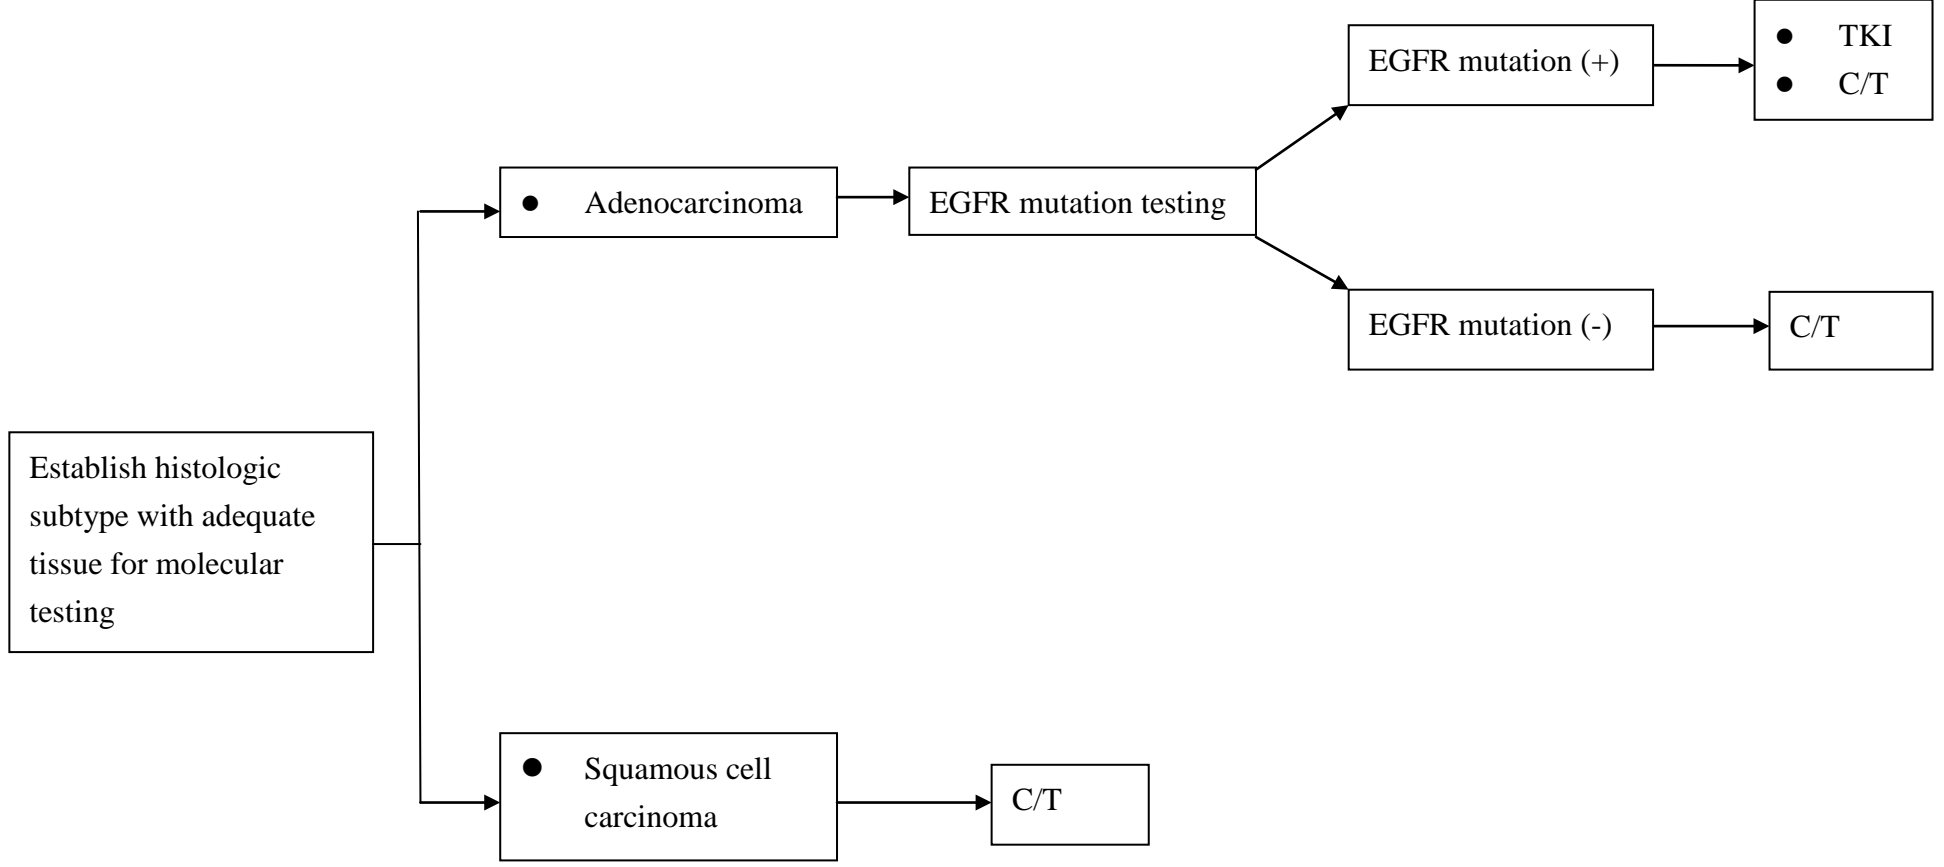 EGFR mutation (+)
● TKI
● C/T
● Adenocarcinoma
EGFR mutation testing
EGFR mutation (-)
C/T
Establish histologic
subtype with adequate
tissue for molecular
testing
● Squamous cell
carcinoma
C/T